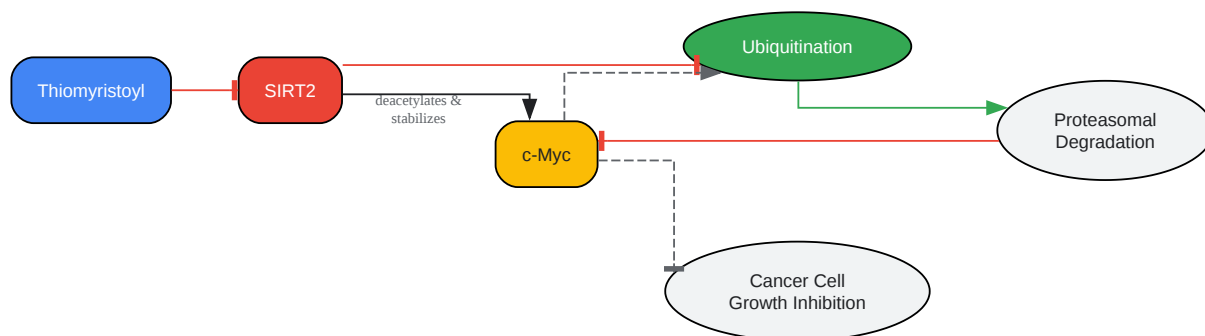 Thiomyristoyl
SIRT2
deacetylates &
stabilizes
c-Myc
Ubiquitination
Proteasomal
Degradation
Cancer Cell
Growth Inhibition